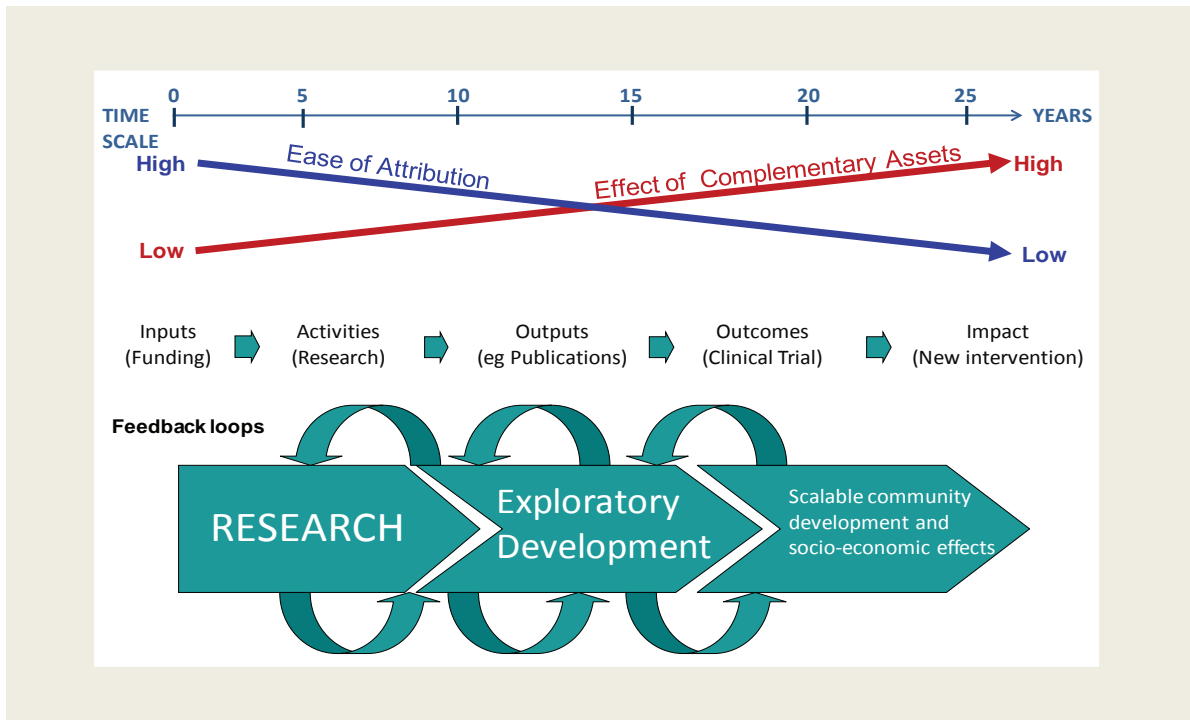 0 5 10 15 20 25
TIME SCALE
YEARS
High
Ease of Attribution
Effect of Complementary Assets
High
Low
Low
Inputs
(Funding)
Activities
(Research)
Outputs
(eg Publications)
Outcomes
(Clinical Trial)
Impact
(New intervention)
Feedback loops
RESEARCH
Exploratory
Development
Scalable community
development and
socio-economic effects